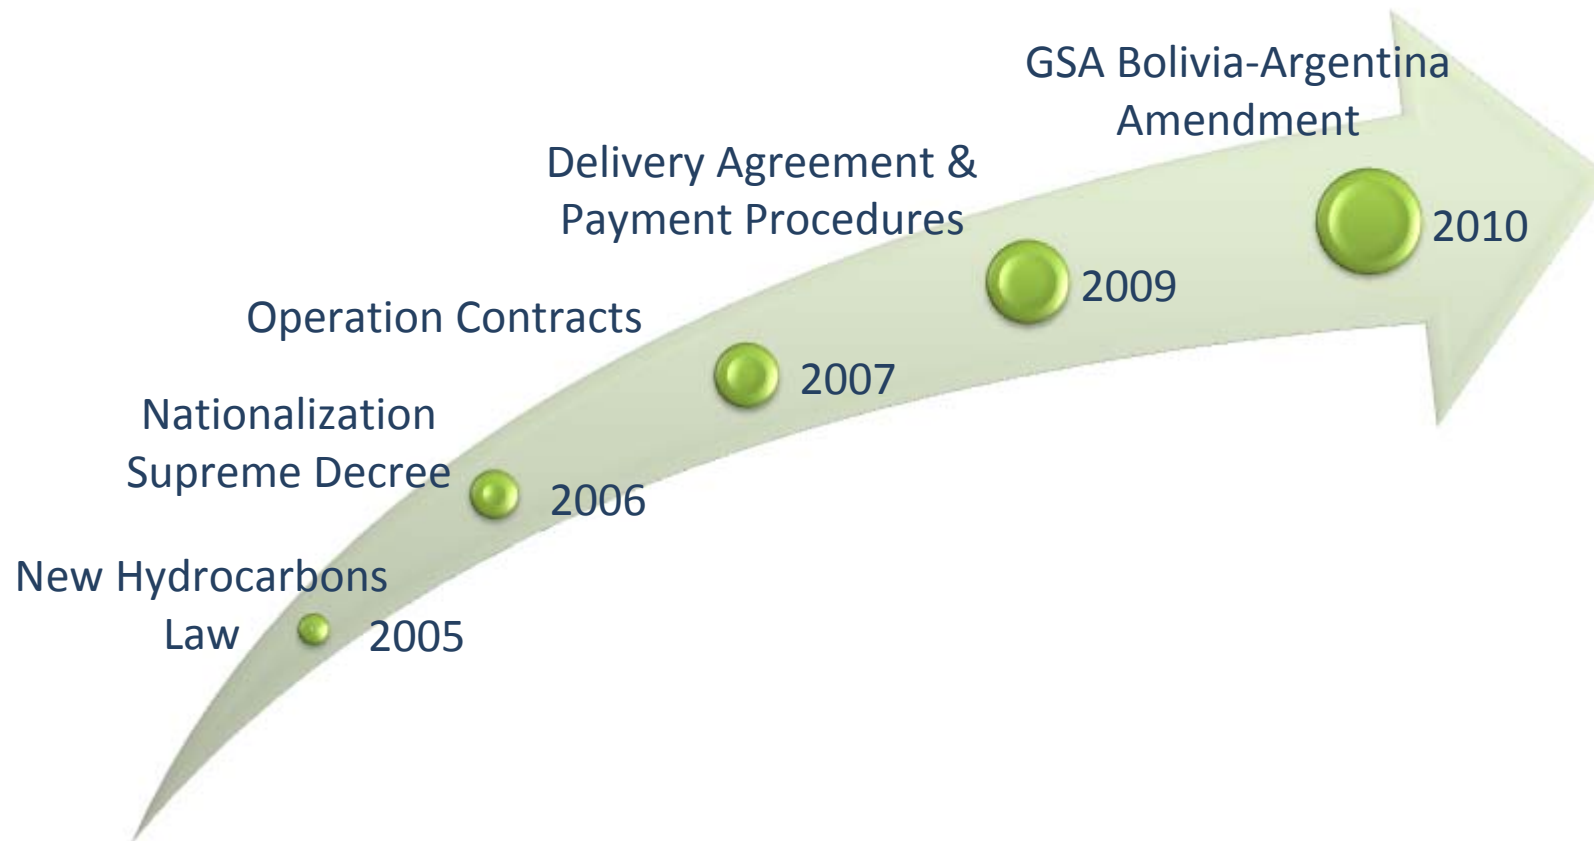 GSA Bolivia-Argentina
Amendment
2010
Delivery Agreement &
Payment Procedures
2009
Operation Contracts
2007
Nationalization
Supreme Decree
2006
New Hydrocarbons
Law
2005